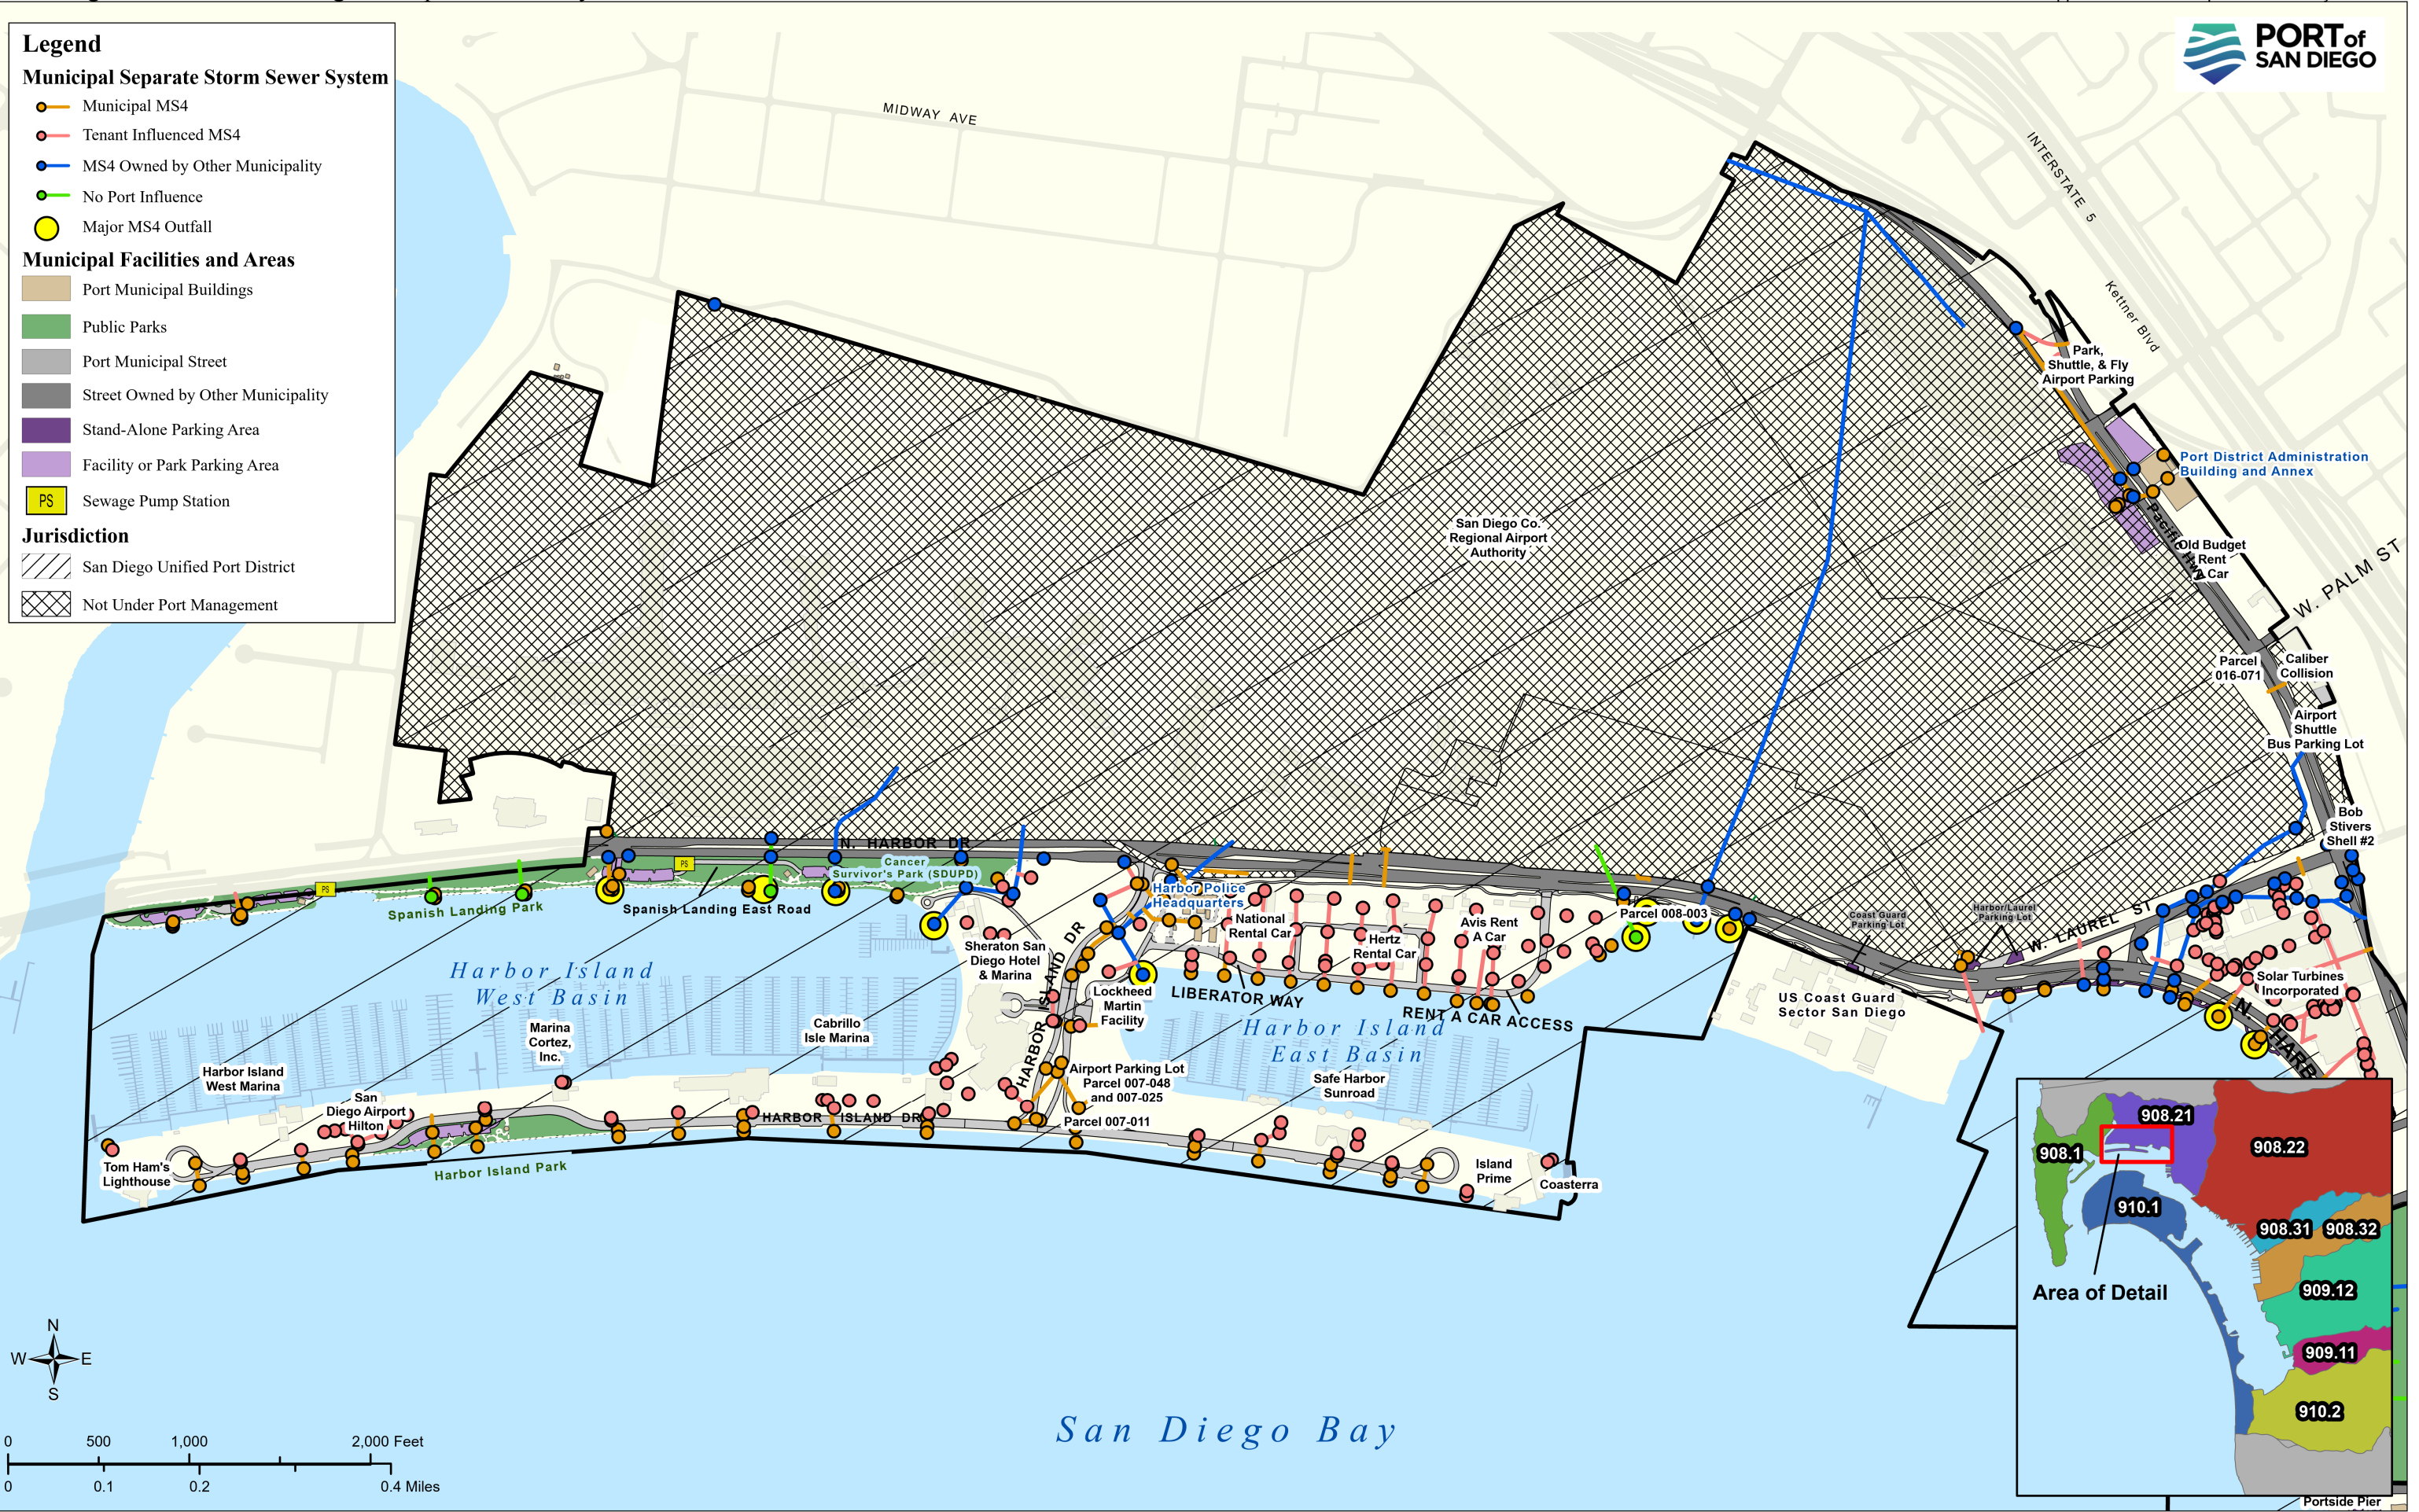 Legend
Municipal Separate Storm Sewer System
Municipal MS4
Tenant Influenced MS4
MS4 Owned by Other Municipality
No Port Influence
Major MS4 Outfall
Municipal Facilities and Areas
Port Municipal Buildings
Public Parks
Port Municipal Street
Street Owned by Other Municipality
Stand-Alone Parking Area
Facility or Park Parking Area
PS
Sewage Pump Station
Jurisdiction
San Diego Unified Port District
Not Under Port Management
PORT of
SAN DIEGO
MIDWAY AVE
INTERSTATE 5
Kettner Blvd
Park,
Shuttle, & Fly
Airport Parking
Port District Administration
Building and Annex
Pacific Hwy
Old Budget
Rent
A Car
W. PALM ST
San Diego Co.
Regional Airport
Authority
Parcel
016-071
Caliber
Collision
Airport
Shuttle
Bus Parking Lot
Bob
Stivers
Shell #2
N. HARBOR DR
PS
Cancer
Survivor's Park (SDUPD)
PS
Spanish Landing Park
Spanish Landing East Road
Harbor Police
Headquarters
National
Rental Car
Hertz
Rental Car
Avis Rent
A Car
Parcel 008-003
Coast Guard
Parking Lot
Harbor/Laurel
Parking Lot
W. LAUREL ST
Solar Turbines
Incorporated
Sheraton San
Diego Hotel
& Marina
HARBOR ISLAND DR
Lockheed
Martin
Facility
LIBERATOR WAY
RENT A CAR ACCESS
US Coast Guard
Sector San Diego
N. HARB
Harbor Island
West Basin
Harbor Island
East Basin
Marina
Cortez,
Inc.
Cabrillo
Isle Marina
Harbor Island
West Marina
San
Diego Airport
Hilton
Airport Parking Lot
Parcel 007-048
and 007-025
Safe Harbor
Sunroad
HARBOR ISLAND DR
Parcel 007-011
Tom Ham's
Lighthouse
Harbor Island Park
Island
Prime
Coasterra
908.21
908.1
908.22
910.1
908.31
908.32
909.12
909.11
910.2
Area of Detail
San Diego Bay
N
W
E
S
0 500 1,000 2,000 Feet
0 0.1 0.2 0.4 Miles
Portside Pier